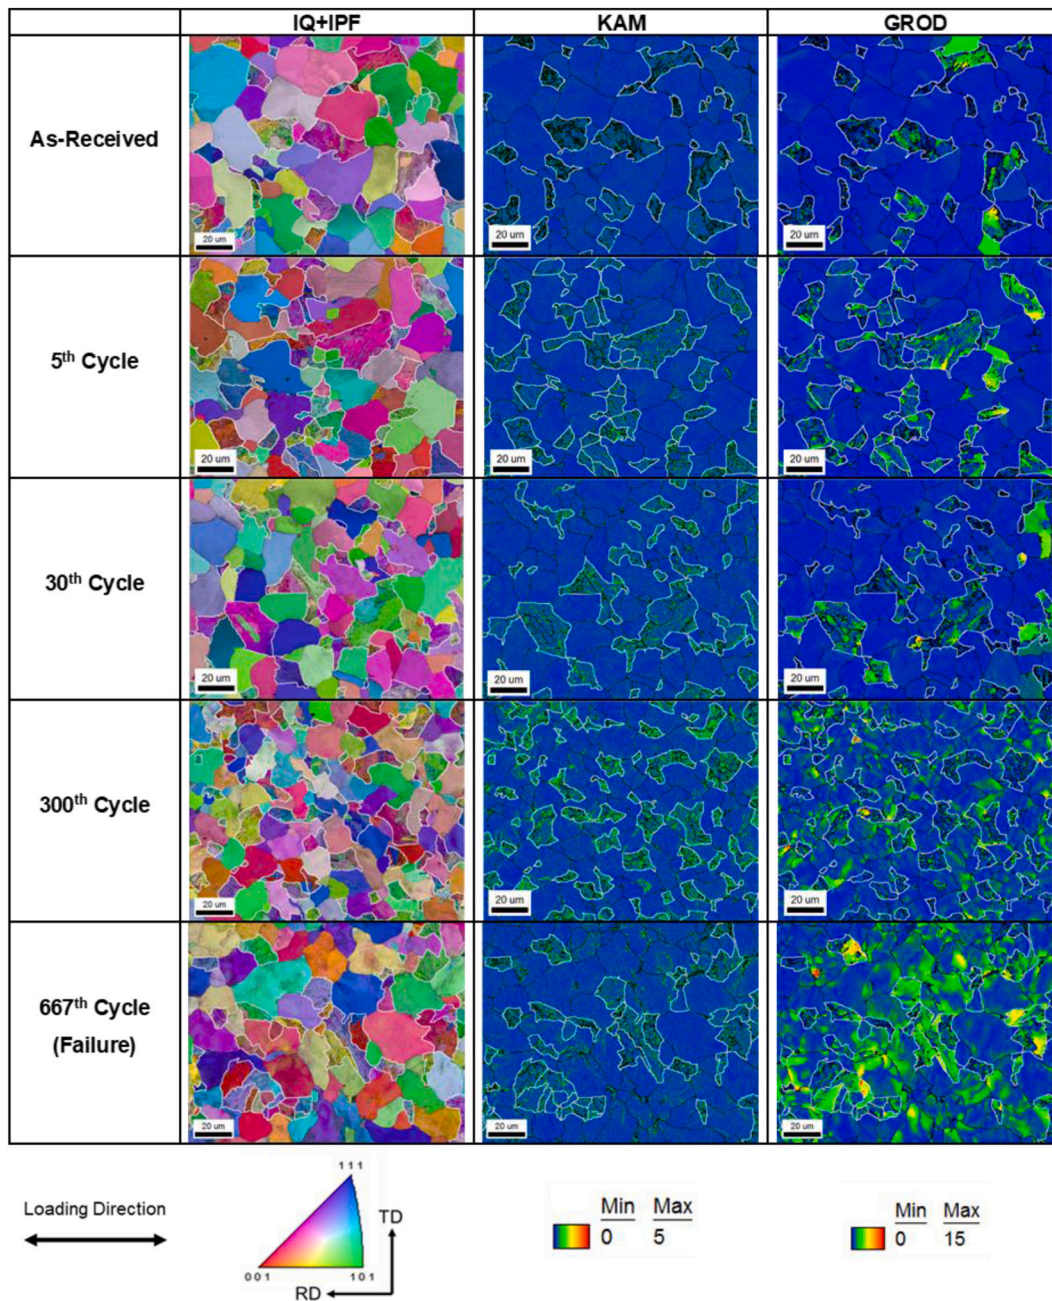 IQ+IPF KAM GROD
As-Received
20 um 20 um 20 um
5th Cycle
20 um 20 um 20 um
30th Cycle
20 um 20 um 20 um
300th Cycle
20 um 20 um 20 um
667th Cycle
(Failure)
20 um 20 um 20 um
Loading Direction
111
001 101
TD
RD
Min Max
0 5
Min Max
0 15